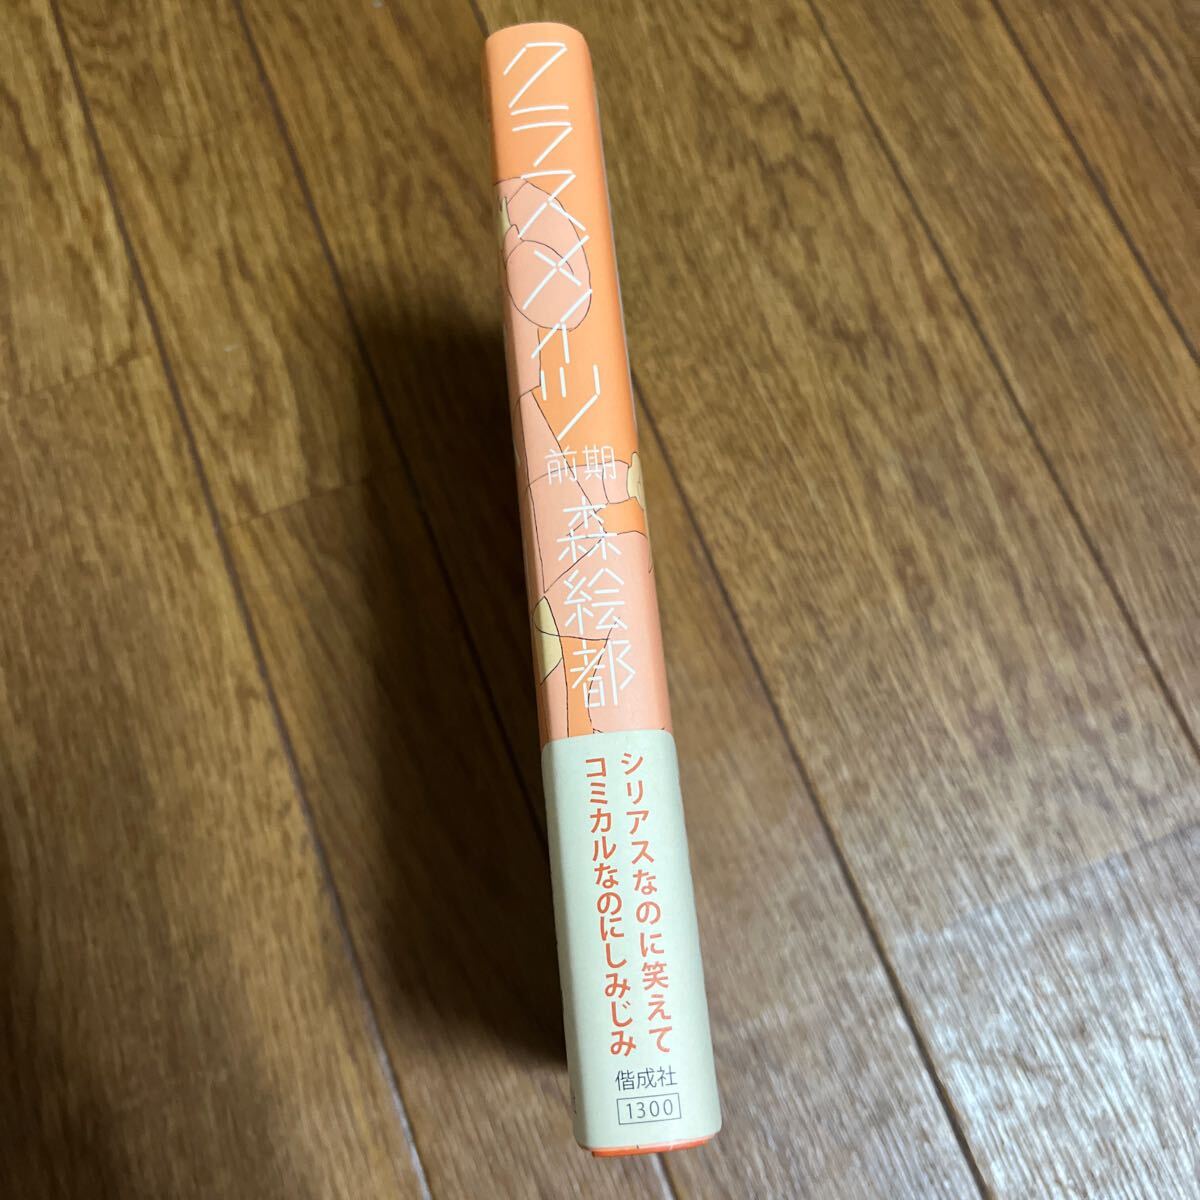 クラスメイツ
前期
森絵都
シリアスなのに笑えて
コミカルなのにしみじみ
偕成社
1300